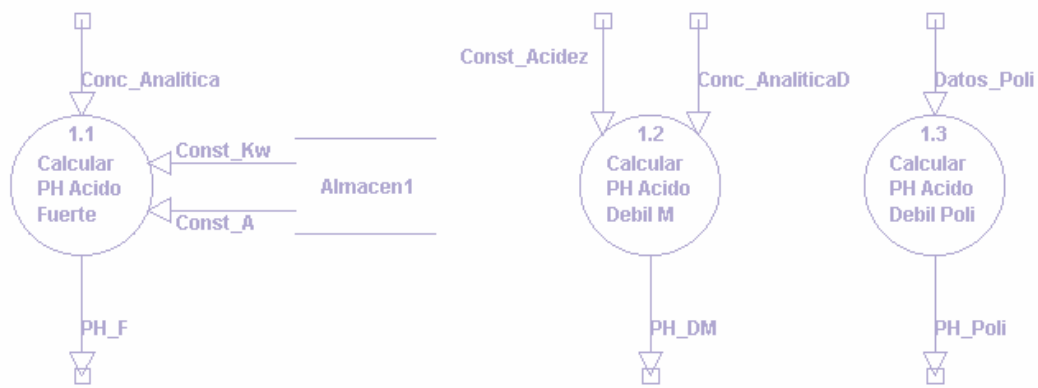 Conc_Analitica
1.1
Calcular
PH Acido
Fuerte
Const_Kw
Const_A
Almacen1
PH_F
Const_Acidez
Conc_AnaliticaD
1.2
Calcular
PH Acido
Debil M
PH_DM
Datos_Poli
1.3
Calcular
PH Acido
Debil Poli
PH_Poli